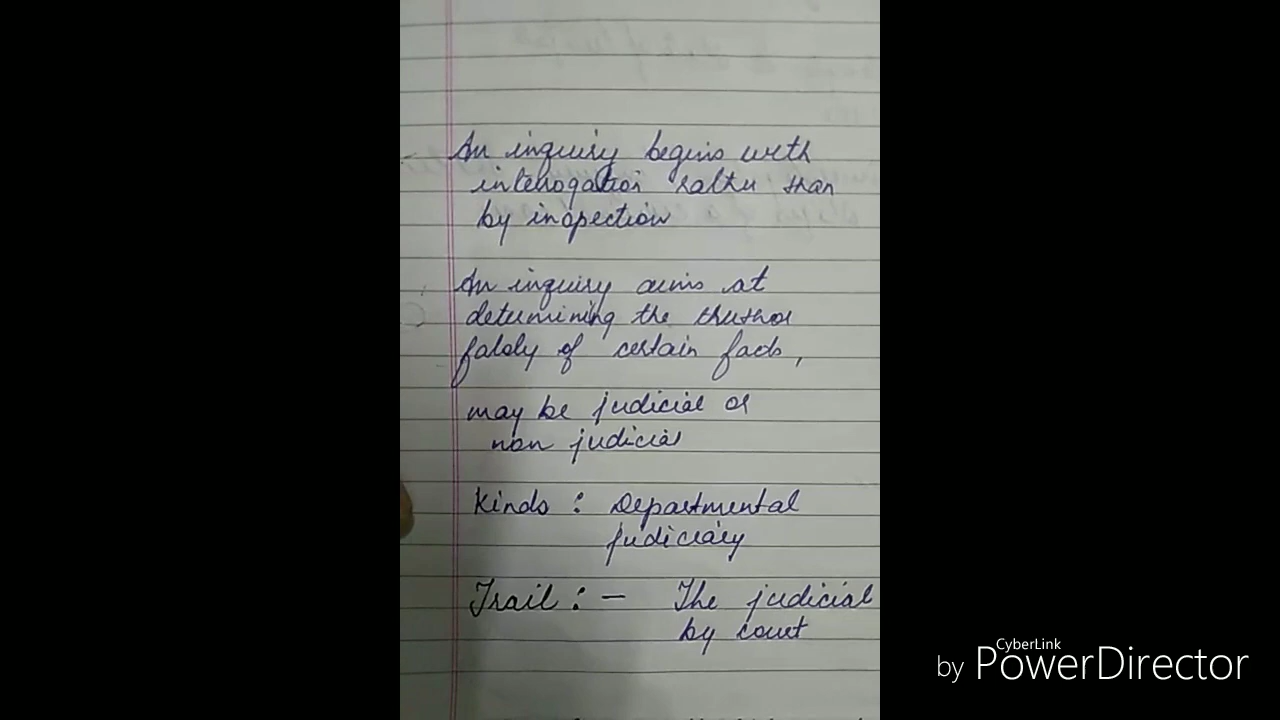 An inquiry begins with
interrogation rather than
by inspection
An inquiry aims at
determining the truth or
falsly of certain facts,
may be judicial or
non judicial
Kinds : Departmental
judiciary
Trail : — The judicial
by court
CyberLink
by PowerDirector